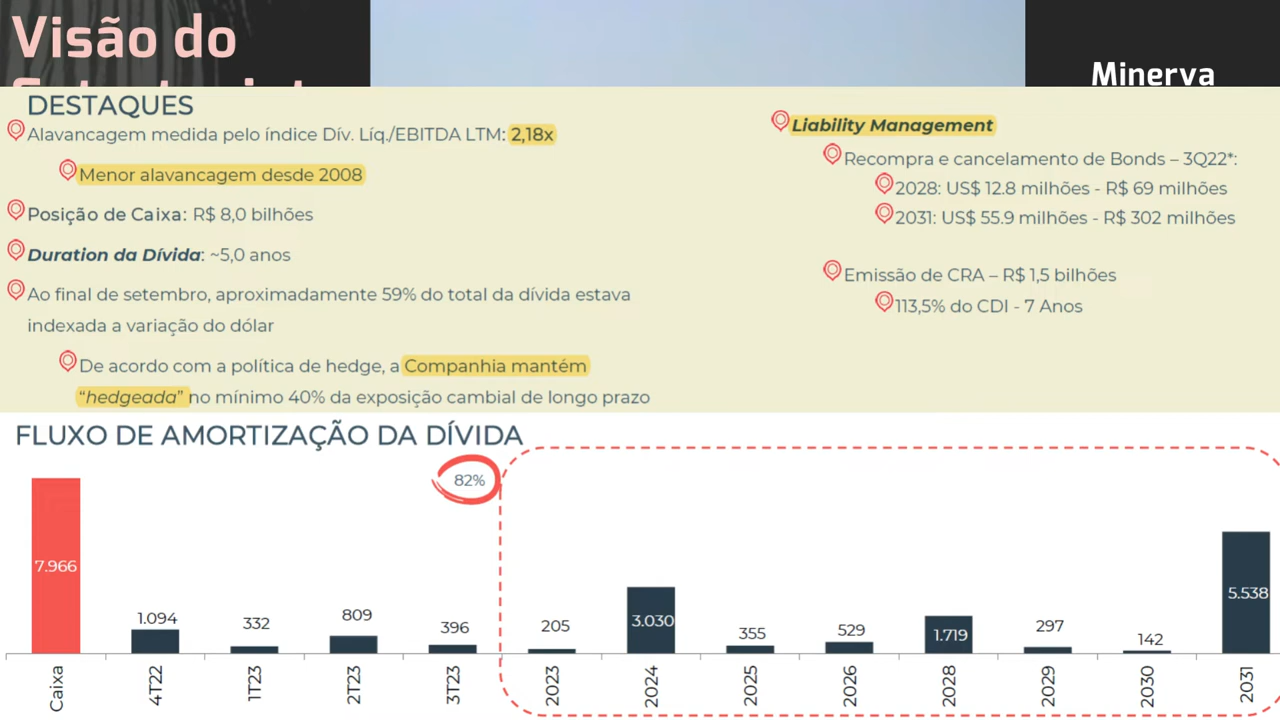 Visão do
Minerva
DESTAQUES
Alavancagem medida pelo índice Dív. Líq./EBITDA LTM: 2,18x
Menor alavancagem desde 2008
Posição de Caixa: R$ 8,0 bilhões
Duration da Dívida: ~5,0 anos
Ao final de setembro, aproximadamente 59% do total da dívida estava
indexada a variação do dólar
De acordo com a política de hedge, a Companhia mantém
“hedgeada” no mínimo 40% da exposição cambial de longo prazo
Liability Management
Recompra e cancelamento de Bonds – 3Q22*:
2028: US$ 12.8 milhões - R$ 69 milhões
2031: US$ 55.9 milhões - R$ 302 milhões
Emissão de CRA – R$ 1,5 bilhões
113,5% do CDI - 7 Anos
FLUXO DE AMORTIZAÇÃO DA DÍVIDA
82%
7.966
1.094
332
809
396
205
3.030
355
529
1.719
297
142
5.538
Caixa
4T22
1T23
2T23
3T23
2023
2024
2025
2026
2028
2029
2030
2031